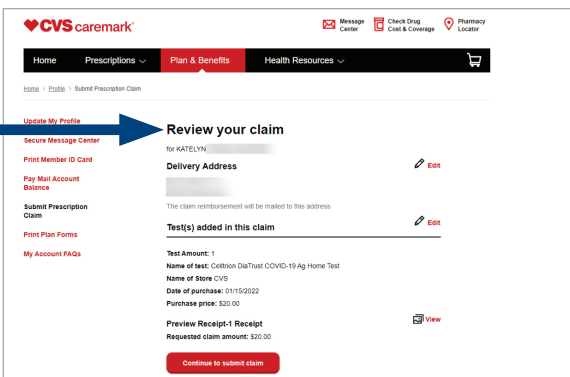 CVS caremark®
Message Center
Check Drug Cost & Coverage
Pharmacy Locator
Home Prescriptions Plan & Benefits Health Resources
Home > Profile > Submit Prescription Claim
Update My Profile
Secure Message Center
Print Member ID Card
Pay Mail Account
Balance
Submit Prescription
Claim
Print Plan Forms
My Account FAQs
Review your claim
for KATELYN
Delivery Address
Edit
The claim reimbursement will be mailed to this address
Test(s) added in this claim
Edit
Test Amount: 1
Name of test: Celltrion DiaTrust COVID-19 Ag Home Test
Name of Store CVS
Date of purchase: 01/15/2022
Purchase price: $20.00
Preview Receipt-1 Receipt
View
Requested claim amount: $20.00
Continue to submit claim